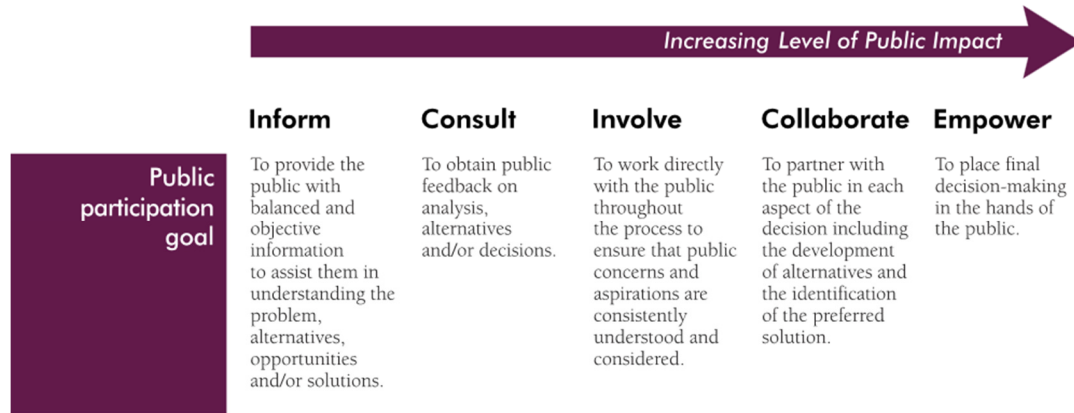 Increasing Level of Public Impact
Inform
Consult
Involve
Collaborate
Empower
Public
participation
goal
To provide the
public with
balanced and
objective
information
to assist them in
understanding the
problem,
alternatives,
opportunities
and/or solutions.
To obtain public
feedback on
analysis,
alternatives
and/or decisions.
To work directly
with the public
throughout
the process to
ensure that public
concerns and
aspirations are
consistently
understood and
considered.
To partner with
the public in each
aspect of the
decision including
the development
of alternatives and
the identification
of the preferred
solution.
To place final
decision-making
in the hands of
the public.